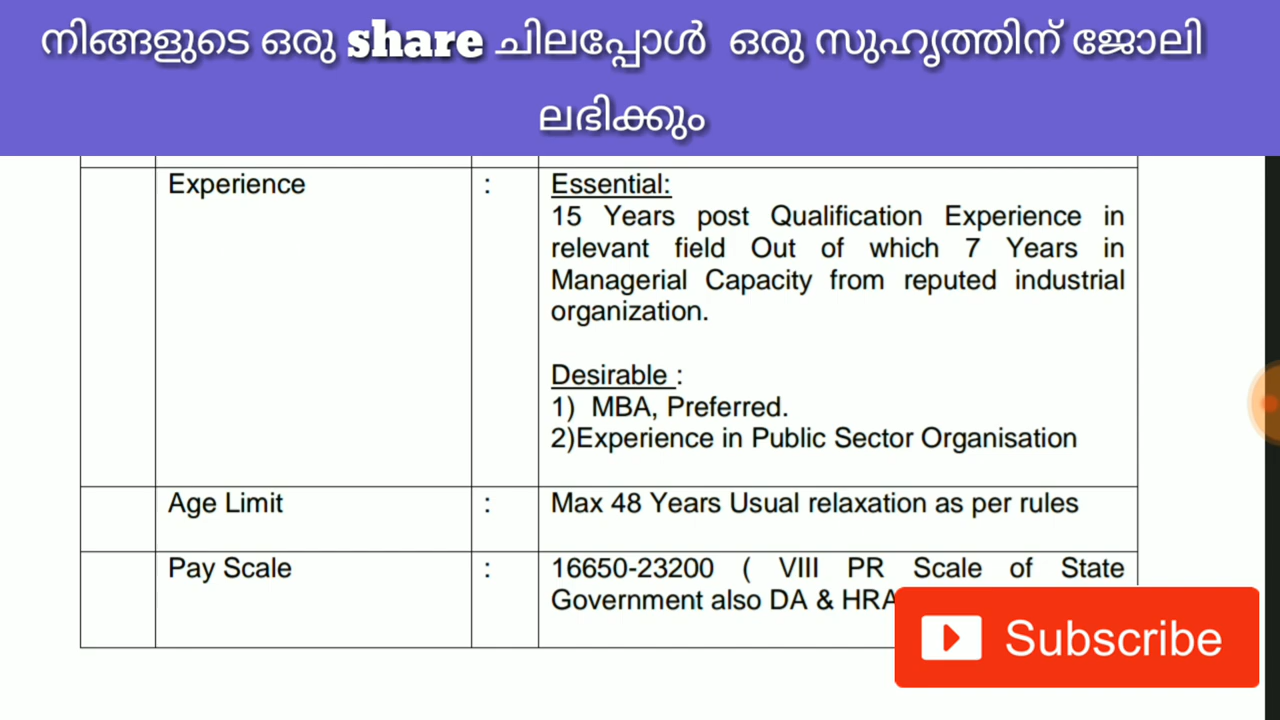 നിങ്ങളുടെ ഒരു share ചിലപ്പോൾ ഒരു സുഹൃത്തിന് ജോലി
ലഭിക്കും
Experience : Essential:
15 Years post Qualification Experience in
relevant field Out of which 7 Years in
Managerial Capacity from reputed industrial
organization.
Desirable :
1) MBA, Preferred.
2)Experience in Public Sector Organisation
Age Limit : Max 48 Years Usual relaxation as per rules
Pay Scale : 16650-23200 ( VIII PR Scale of State
Government also DA & HRA
Subscribe